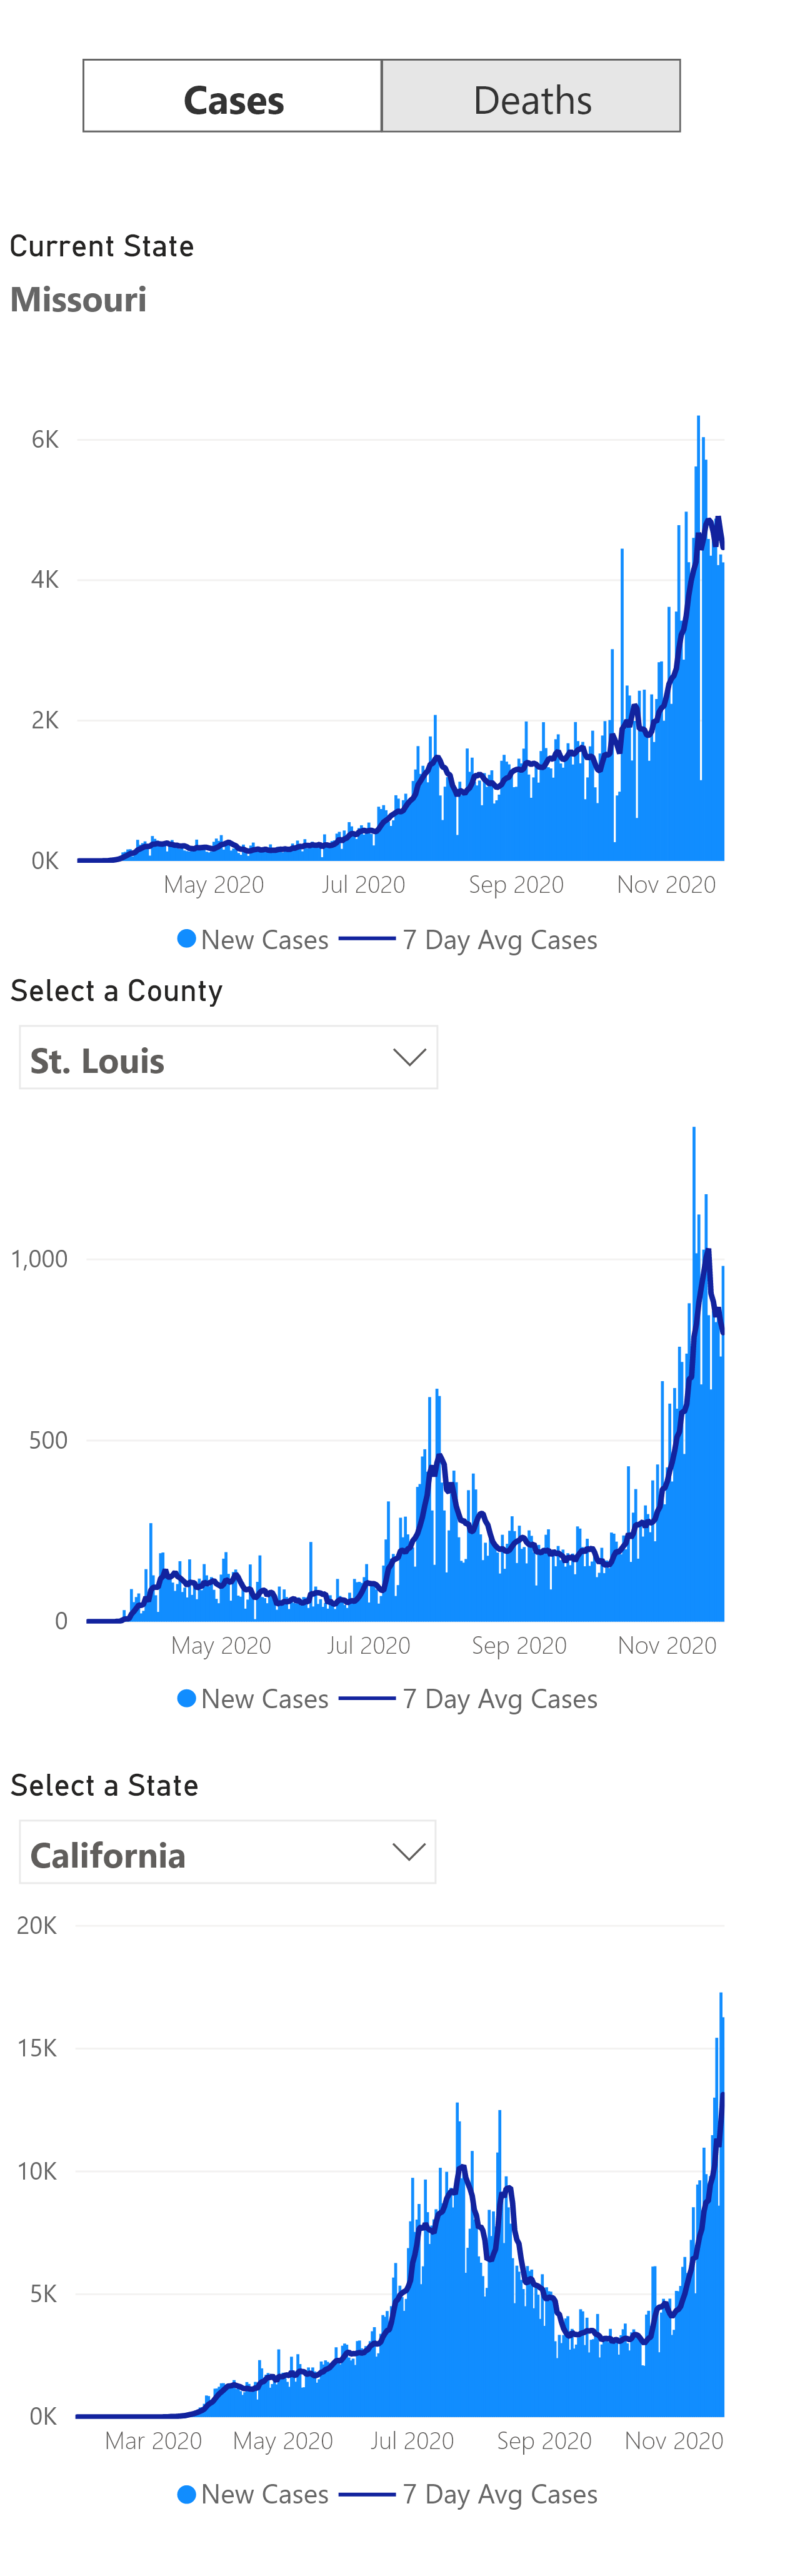 Cases Deaths
Current State
Missouri
6K
4K
2K
0K
May 2020 Jul 2020 Sep 2020 Nov 2020
New Cases 7 Day Avg Cases
Select a County
St. Louis
1,000
500
0
May 2020 Jul 2020 Sep 2020 Nov 2020
New Cases 7 Day Avg Cases
Select a State
California
20K
15K
10K
5K
0K
Mar 2020 May 2020 Jul 2020 Sep 2020 Nov 2020
New Cases 7 Day Avg Cases